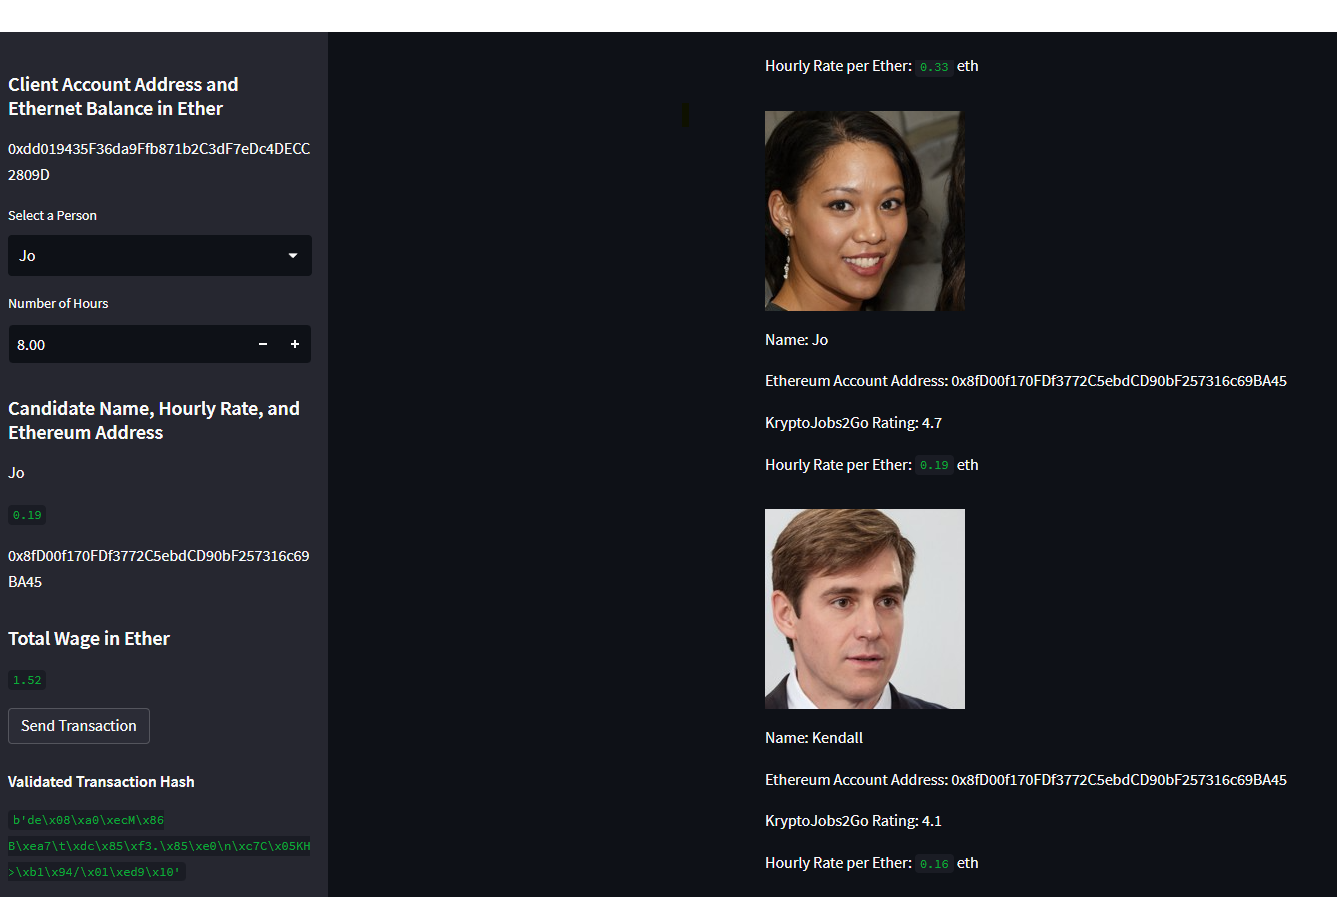 Client Account Address and
Ethernet Balance in Ether
0xdd019435F36da9Ffb871b2C3dF7eDc4DECC
2809D
Select a Person
Jo
Number of Hours
8.00
Candidate Name, Hourly Rate, and
Ethereum Address
Jo
0.19
0x8fD00f170FDf3772C5ebdCD90bF257316c69
BA45
Total Wage in Ether
1.52
Send Transaction
Validated Transaction Hash
b'de\x08\xa0\xecM\x86
B\xea7\t\xdc\x85\xf3.\x85\xe0\n\xc7C\x05KH
>\xb1\x94/\x01\xed9\x10'
Hourly Rate per Ether: 0.33 eth
Name: Jo
Ethereum Account Address: 0x8fD00f170FDf3772C5ebdCD90bF257316c69BA45
KryptoJobs2Go Rating: 4.7
Hourly Rate per Ether: 0.19 eth
Name: Kendall
Ethereum Account Address: 0x8fD00f170FDf3772C5ebdCD90bF257316c69BA45
KryptoJobs2Go Rating: 4.1
Hourly Rate per Ether: 0.16 eth